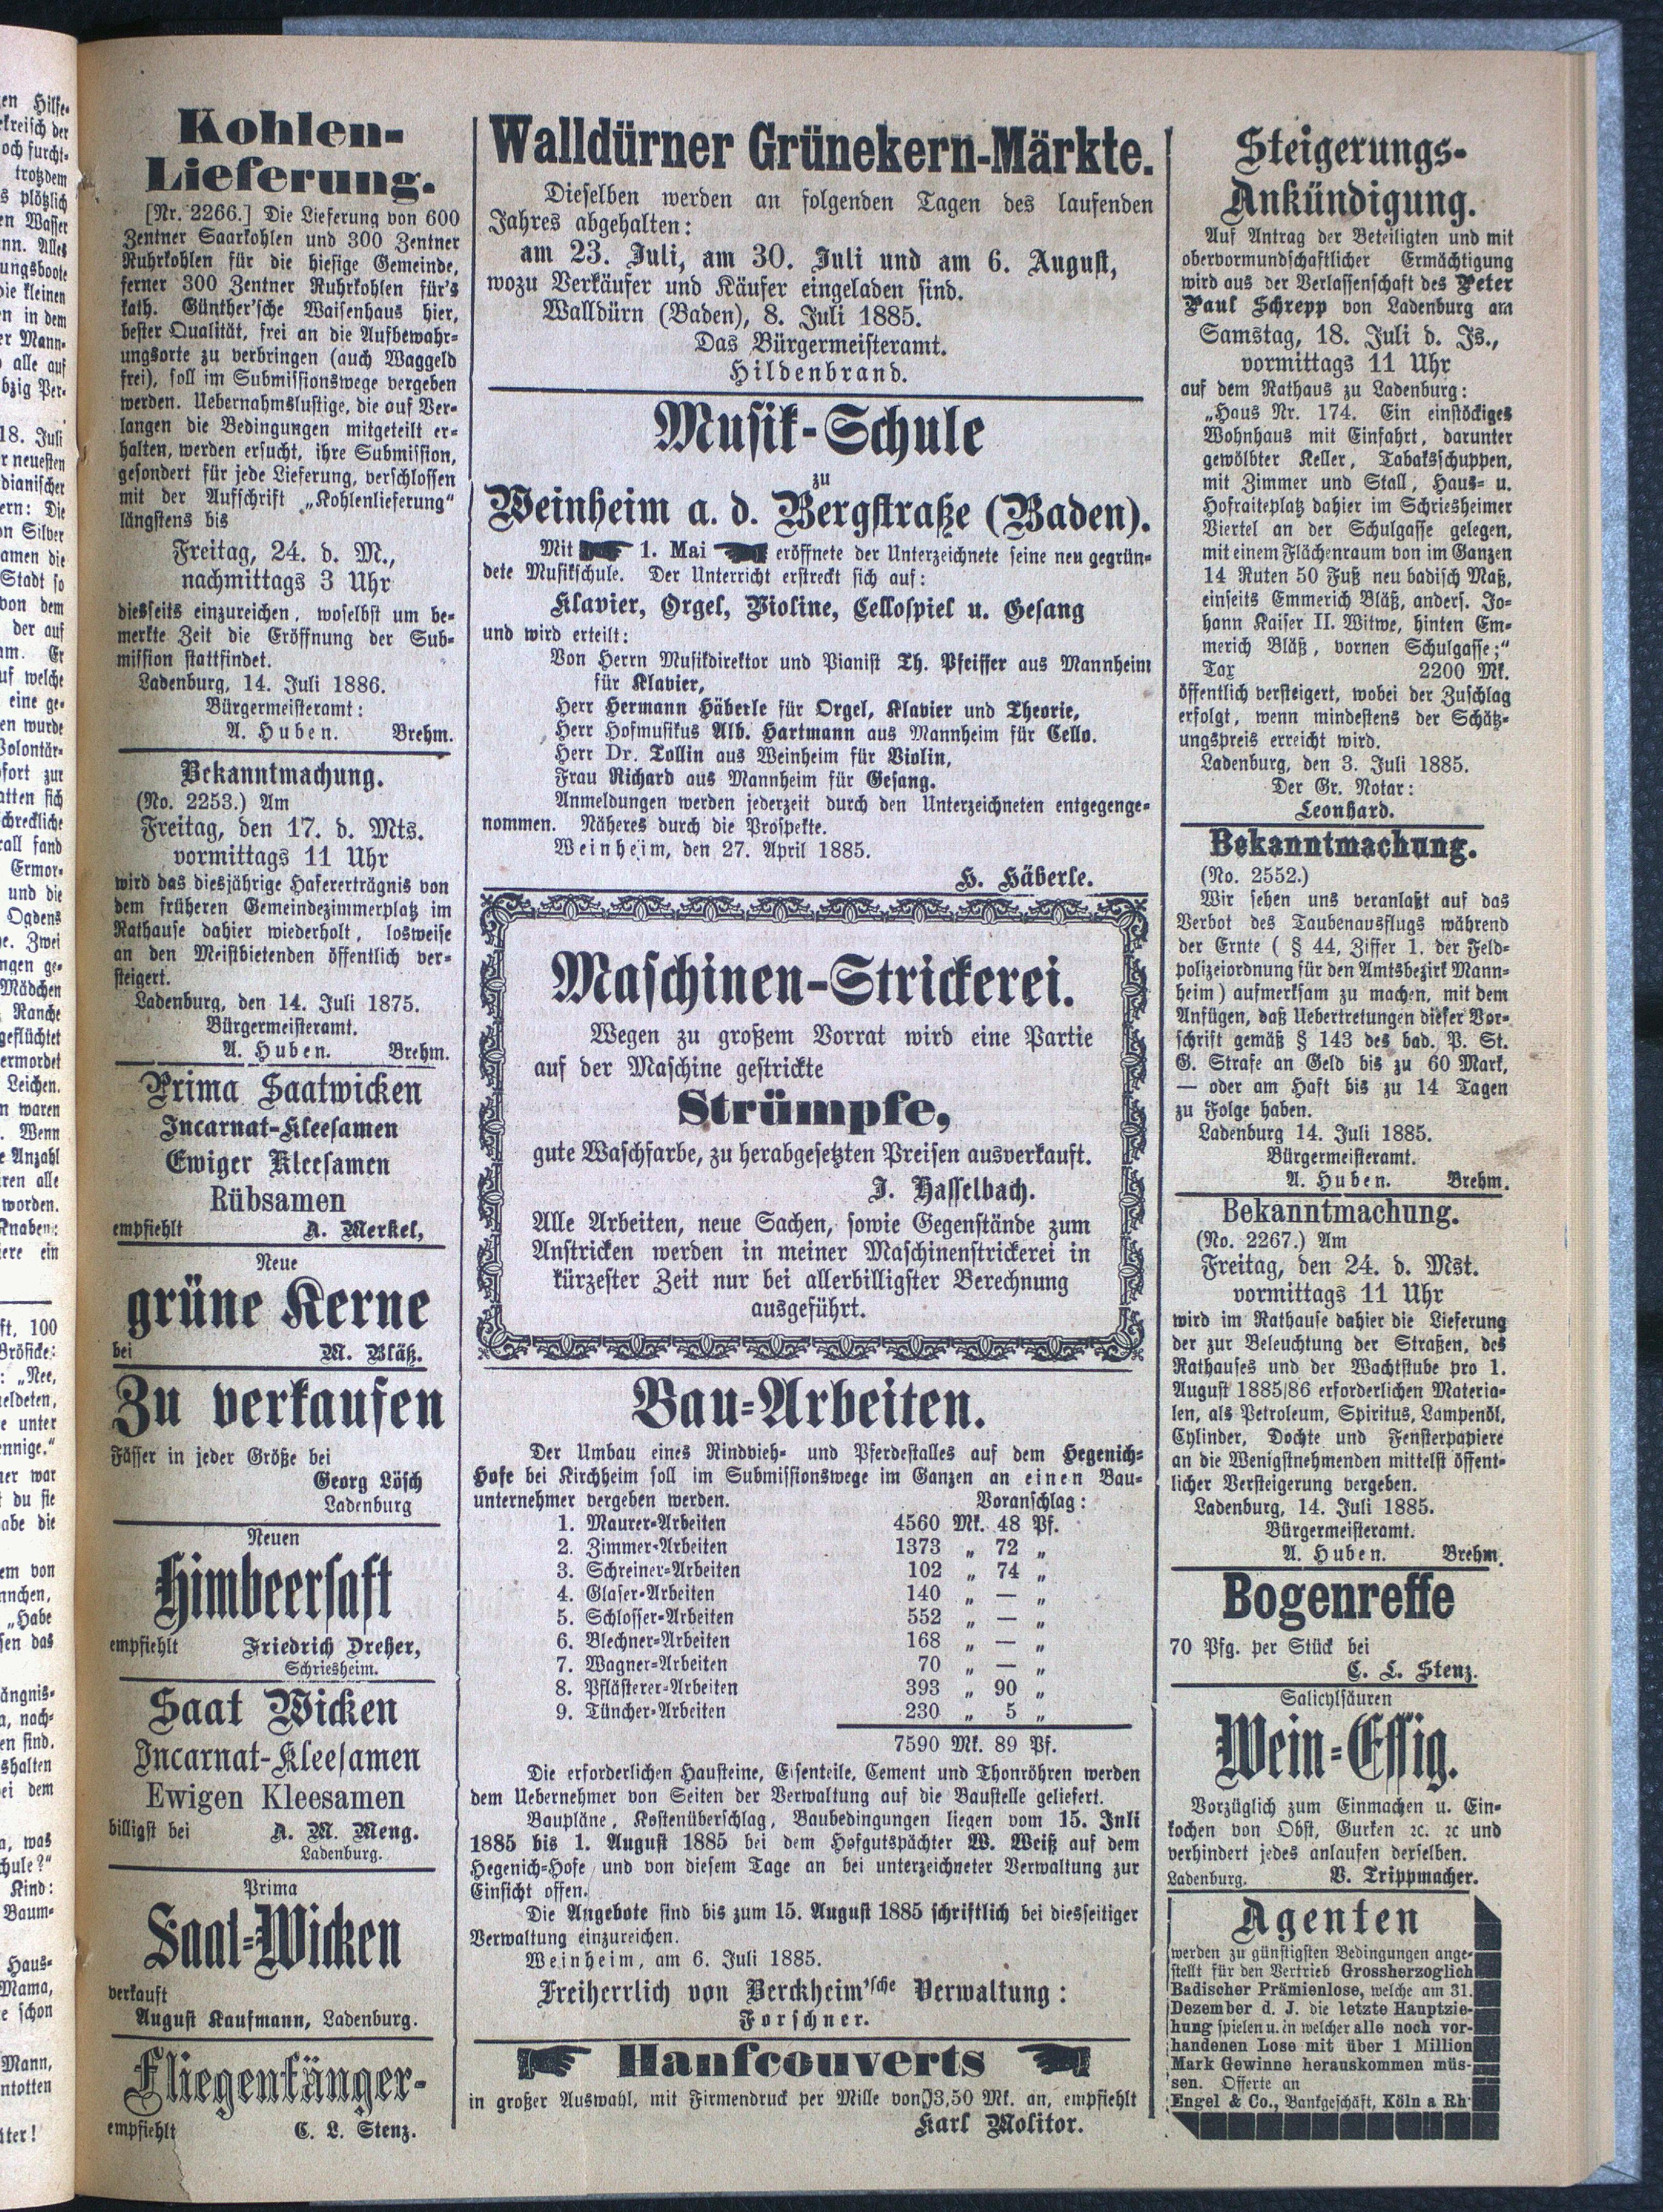 Kohlen-
Lieferung.
[Nr. 2266.] Die Lieferung von 600
Zentner Saarkohlen und 300 Zentner
Ruhrkohlen für die hiesige Gemeinde,
ferner 300 Zentner Ruhrkohlen für's
kath. Günther'sche Waisenhaus hier,
bester Qualität, frei an die Aufbewahr-
ungsorte zu verbringen (auch Waggeld
frei), soll im Submissionswege vergeben
werden. Uebernahmslustige, die auf Ver-
langen die Bedingungen mitgeteilt er-
halten, werden ersucht, ihre Submission,
gesondert für jede Lieferung, verschlossen
mit der Aufschrift „Kohlenlieferung"
längstens bis
Freitag, 24. d. M.,
nachmittags 3 Uhr
diesseits einzureichen, woselbst um be-
merkte Zeit die Eröffnung der Sub-
mission stattfindet.
Ladenburg, 14. Juli 1886.
Bürgermeisteramt:
A. Huben. Brehm.
Bekanntmachung.
(No. 2253.) Am
Freitag, den 17. d. Mts.
vormittags 11 Uhr
wird das diesjährige Haferträgnis von
dem früheren Gemeindezimmerplatz im
Rathause dahier wiederholt, losweise
an den Meistbietenden öffentlich ver-
steigert.
Ladenburg, den 14. Juli 1875.
Bürgermeisteramt.
A. Huben. Brehm.
Prima Saatwicken
Incarnat-Kleesamen
Ewiger Kleesamen
Rübsamen
empfiehlt A. Merkel,
Neue
grüne Kerne
bei M. Bläß.
Zu verkaufen
Fässer in jeder Größe bei
Georg Lösch
Ladenburg
Neuen
Himbeersaft
empfiehlt Friedrich Dreher,
Schriesheim.
Saat Wicken
Incarnat-Kleesamen
Ewigen Kleesamen
billigst bei A. M. Meng.
Ladenburg.
Prima
Saat-Wicken
verkauft
August Kaufmann, Ladenburg.
Fliegenfänger-
empfiehlt C. L. Stenz.
Walldürner Grünekern-Märkte.
Dieselben werden an folgenden Tagen des laufenden
Jahres abgehalten:
am 23. Juli, am 30. Juli und am 6. August,
wozu Verkäufer und Käufer eingeladen sind.
Walldürn (Baden), 8. Juli 1885.
Das Bürgermeisteramt.
Hildenbrand.
Musik-Schule
zu
Weinheim a. d. Bergstraße (Baden).
Mit 1. Mai eröffnete der Unterzeichnete seine neu gegrün-
dete Musikschule. Der Unterricht erstreckt sich auf:
Klavier, Orgel, Violine, Cellospiel u. Gesang
und wird erteilt:
Von Herrn Musikdirektor und Pianist Th. Pfeiffer aus Mannheim
für Klavier,
Herr Hermann Häberle für Orgel, Klavier und Theorie,
Herr Hofmusikus Alb. Hartmann aus Mannheim für Cello.
Herr Dr. Tollin aus Weinheim für Violin,
Frau Richard aus Mannheim für Gesang.
Anmeldungen werden jederzeit durch den Unterzeichneten entgegenge-
nommen. Näheres durch die Prospekte.
Weinheim, den 27. April 1885.
H. Häberle.
Maschinen-Strickerei.
Wegen zu großem Vorrat wird eine Partie
auf der Maschine gestrickte
Strümpfe,
gute Waschfarbe, zu herabgesetzten Preisen ausverkauft.
J. Hasselbach.
Alle Arbeiten, neue Sachen, sowie Gegenstände zum
Anstricken werden in meiner Maschinenstrickerei in
kürzester Zeit nur bei allerbilligster Berechnung
ausgeführt.
Bau-Arbeiten.
Der Umbau eines Rindvieh- und Pferdestalles auf dem Hegenich-
Hofe bei Kirchheim soll im Submissionswege im Ganzen an einen Bau-
unternehmer vergeben werden. Voranschlag:
1. Maurer-Arbeiten 4560 Mk. 48 Pf.
2. Zimmer-Arbeiten 1373 „ 72 „
3. Schreiner-Arbeiten 102 „ 74 „
4. Glaser-Arbeiten 140 „ — „
5. Schlosser-Arbeiten 552 „ — „
6. Blechner-Arbeiten 168 „ — „
7. Wagner-Arbeiten 70 „ — „
8. Pflästerer-Arbeiten 393 „ 90 „
9. Tüncher-Arbeiten 230 „ 5 „
7590 Mk. 89 Pf.
Die erforderlichen Hausteine, Eisenteile, Cement und Thonröhren werden
dem Uebernehmer von Seiten der Verwaltung auf die Baustelle geliefert.
Baupläne, Kostenüberschlag, Baubedingungen liegen vom 15. Juli
1885 bis 1. August 1885 bei dem Hofgutspächter W. Weiß auf dem
Hegenich-Hofe und von diesem Tage an bei unterzeichneter Verwaltung zur
Einsicht offen.
Die Angebote sind bis zum 15. August 1885 schriftlich bei diesseitiger
Verwaltung einzureichen.
Weinheim, am 6. Juli 1885.
Freiherrlich von Berckheim'sche Verwaltung:
Forschner.
Hanfcouverts
in großer Auswahl, mit Firmendruck per Mille von 3,50 Mk. an, empfiehlt
Karl Molitor.
Steigerungs-
Ankündigung.
Auf Antrag der Beteiligten und mit
obervormundschaftlicher Ermächtigung
wird aus der Verlassenschaft des Peter
Paul Schrepp von Ladenburg am
Samstag, 18. Juli d. Js.,
vormittags 11 Uhr
auf dem Rathaus zu Ladenburg:
„Haus Nr. 174. Ein einstöckiges
Wohnhaus mit Einfahrt, darunter
gewölbter Keller, Tabaksschuppen,
mit Zimmer und Stall, Haus- u.
Hofraiteplatz dahier im Schriesheimer
Viertel an der Schulgasse gelegen,
mit einem Flächenraum von im Ganzen
14 Ruten 50 Fuß neu badisch Maß,
einseits Emmerich Bläß, anders. Jo-
hann Kaiser II. Witwe, hinten Em-
merich Bläß, vornen Schulgasse;"
Tax 2200 Mk.
öffentlich versteigert, wobei der Zuschlag
erfolgt, wenn mindestens der Schätz-
ungspreis erreicht wird.
Ladenburg, den 3. Juli 1885.
Der Gr. Notar:
Leonhard.
Bekanntmachung.
(No. 2552.)
Wir sehen uns veranlaßt auf das
Verbot des Taubenausflugs während
der Ernte ( § 44, Ziffer 1. der Feld-
polizeiordnung für den Amtsbezirk Mann-
heim) aufmerksam zu machen, mit dem
Anfügen, daß Uebertretungen dieser Vor-
schrift gemäß § 143 des bad. P. St.
G. Strafe an Geld bis zu 60 Mark,
— oder am Haft bis zu 14 Tagen
zu Folge haben.
Ladenburg 14. Juli 1885.
Bürgermeisteramt.
A. Huben. Brehm.
Bekanntmachung.
(No. 2267.) Am
Freitag, den 24. d. Mst.
vormittags 11 Uhr
wird im Rathause dahier die Lieferung
der zur Beleuchtung der Straßen, des
Rathauses und der Wachtstube pro 1.
August 1885/86 erforderlichen Materia-
len, als Petroleum, Spiritus, Lampenöl,
Cylinder, Dochte und Fensterpapiere
an die Wenigstnehmenden mittelst öffent-
licher Versteigerung vergeben.
Ladenburg, 14. Juli 1885.
Bürgermeisteramt.
A. Huben. Brehm.
Bogenreffe
70 Pfg. per Stück bei
C. L. Stenz.
Salicylsäuren
Wein-Essig.
Vorzüglich zum Einmachen u. Ein-
kochen von Obst, Gurken ꝛc. ꝛc und
verhindert jedes anlaufen derselben.
Ladenburg. V. Trippmacher.
Agenten
werden zu günstigsten Bedingungen ange-
stellt für den Vertrieb Grossherzoglich
Badischer Prämienlose, welche am 31.
Dezember d. J. die letzte Hauptzie-
hung spielen u. in welcher alle noch vor-
handenen Lose mit über 1 Million
Mark Gewinne herauskommen müs-
sen. Offerte an
Engel & Co., Bankgeschäft, Köln a Rh